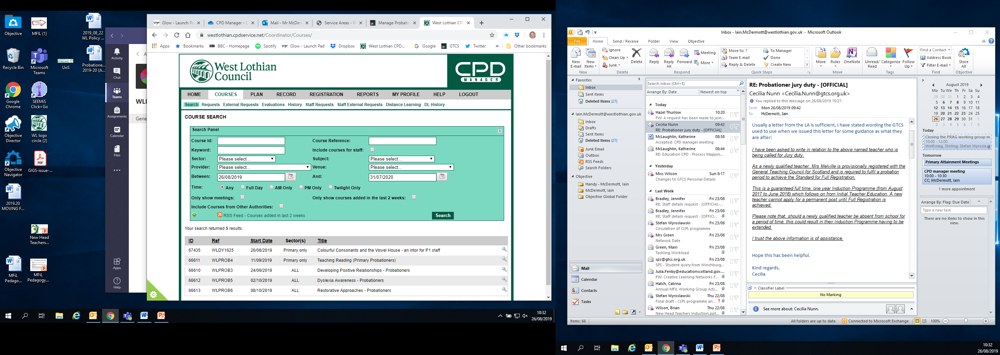 Objective
MFIL (1)
2019_08_22
WL Policy ...
Recycle Bin
Microsoft
Teams
UoS
Probatione...
2019-20 (A...
Google
Chrome
SEEMiS
Click+Go
Objective
Director
WL logo
circle (2)
Objective
Navigator
GIGS-issue-...
2019.20
MOVING F...
New Head
Teachers...
MFiL
Pedago...
MFiL
Pedagogy...
Activity
Chat
Teams
Assignments
Calendar
Files
Apps
Help
WLI
Gene
Glow - Launch Pa
CPD Manager - C
Mail - Mr McDerm
Service Areas - W
Manage Probatio
West Lothian CPD
westlothian.cpdservice.net/Coordinator/Courses/
Apps
Bookmarks
BBC - Homepage
Spotify
Glow - Launch Pad
Dropbox
West Lothian CPD...
Google
GTCS
Twitter
»
Other bookmarks
West Lothian
Council
CPD
MANAGER
HOME COURSES PLAN RECORD REGISTRATION REPORTS MY PROFILE HELP LOGOUT
Search Requests External Requests Evaluations History Staff Requests Staff External Requests Distance Learning DL History
COURSE SEARCH
Search Panel
Course Id: Course Reference:
Keyword: Include courses for staff:
Sector: Please select... Subject: Please select...
Provider: Please select... Venue: Please select...
Between: 26/08/2019 And: 31/07/2020
Time: Any Full Day AM Only PM Only Twilight Only
Only show meetings: Only show courses added in the last 2 weeks:
Include Courses from Other Authorities:
RSS Feed - Courses added in last 2 weeks
Search
Your search returned 5 results.
ID Ref Start Date Sector(s) Title
67435 WLDY1625 26/08/2019 Primary only Colourful Consonants and the Vowel House - an intor for P1 staff
66611 WLPROB4 11/09/2019 Primary only Teaching Reading (Primary Probationers)
66610 WLPROB3 24/09/2019 ALL Developing Positive Relationships - Probationers
66612 WLPROB5 02/10/2019 ALL Dyslexia Awareness - Probationers
66613 WLPROB6 08/10/2019 ALL Restorative Approaches - Probationers
10:32
26/08/2019
Inbox - Iain.McDermott@westlothian.gov.uk - Microsoft Outlook
File Home Send / Receive Folder View Objective
New
E-mail
New
Items
New
Ignore
Clean Up
Junk
Delete
Delete
Reply
Reply
All
Forward
Meeting
More
Respond
Move to: ?
Team E-mail
Reply & Delete
To Manager
Done
Create New
Quick Steps
Move
Rules
OneNote
Move
Unread/
Read
Categorize
Follow
Up
Tags
Find a Contact
Address Book
Filter E-mail
Find
Store
All
Objective
Favorites
Inbox
Sent Items
Deleted Items (27)
Iain.McDermott@westlothian.gov.uk
Inbox
Drafts
Sent Items
Deleted Items (27)
Junk Email
Outbox
RSS Feeds
Search Folders
Objective
Handy - McDermott, Iain
McDermott, Iain
Objective Global Folder
Mail
Calendar
Contacts
Tasks
Search Inbox (Ctrl+E)
Arrange By: Date Newest on top
Today
Hazel Thurlow 10:20
FW: A request has been made to join...
Cecilia Nunn 09:42
RE: Probationer jury duty - [OFFICIAL]
McLaughlin, Katherine 08:58
Accepted: CPD manager meeting
McLaughlin, Katherine 08:44
RE: Education CPD - Process Mappin...
Yesterday
Miss Wilson Sun 8:17
Changes to GTCS Personal Details
Last Week
Bradley, Jennifer Fri 23/08
RE: Staff details request - [OFFICIAL-...
Bradley, Jennifer Fri 23/08
RE: Staff details request - [OFFICI...
Stefan Wyroslawski Fri 23/08
Circulation of CLPL programme
Mrs Green Fri 23/08
Network Date
Green, Mairi Fri 23/08
Tackling Workload
sps@gtcs.org.uk Fri 23/08
SPS - Student query from Winchburg...
Julia.Fenby@educationscotland.gov....
FW: Creative Learning Networks F... Fri 23/08
Hatch, Catrina Fri 23/08
Annual MFiL Working Group Acti...
Stefan Wyroslawski Thu 22/08
Final draft - CLPL programme an...
Wilson, Brian Thu 22/08
New Head Teachers Induction.ppt...
RE: Probationer jury duty - [OFFICIAL]
Cecilia Nunn <Cecilia.Nunn@gtcs.org.uk>
You replied to this message on 26/08/2019 10:27.
Sent: Mon 26/08/2019 09:42
To: McDermott, Iain
Usually a letter from the LA is sufficient, I have stated wording the GTCS
used to use when we issued this letter for some guidance as what they
are after:
I have been asked to write in relation to the above named teacher who is
being called for Jury duty.
As a newly qualified teacher, Mrs Melville is provisionally registered with the
General Teaching Council for Scotland and is required to fulfil a probation
period to achieve the Standard for Full Registration.
This is a guaranteed full time, one year Induction Programme (from August
2017 to June 2018) which follows on from Initial Teacher Education. A new
teacher cannot apply for a permanent post until Full Registration is
achieved.
Please note that, should a newly qualified teacher be absent from school for
a period of time, this could result in their Induction Programme having to be
extended.
I trust the above information is of assistance.
Hope this has been helpful.
Kind regards,
Cecilia
Classifier Label
No Marking
See more about: Cecilia Nunn.
August 2019
Mo Tu We Th Fr Sa Su
29 30 31 1 2 3 4
5 6 7 8 9 10 11
12 13 14 15 16 17 18
19 20 21 22 23 24 25
26 27 28 29 30 31 1
2 3 4 5 6 7 8
Today
Closing the PRAG working group m
10:00 - 12:00
Wolfcraig, Stirling; Stefan Wyrosla
Tomorrow
Primary Attainment Meetings
CPD manager meeting
10:00 - 10:30
CC; McDermott, Iain
1 more appointment
Arrange By: Flag: Due Date
Type a new task
There are no items to show in this
view.
Items: 66
All folders are up to date.
Connected to Microsoft Exchange
100%
10:32
26/08/2019